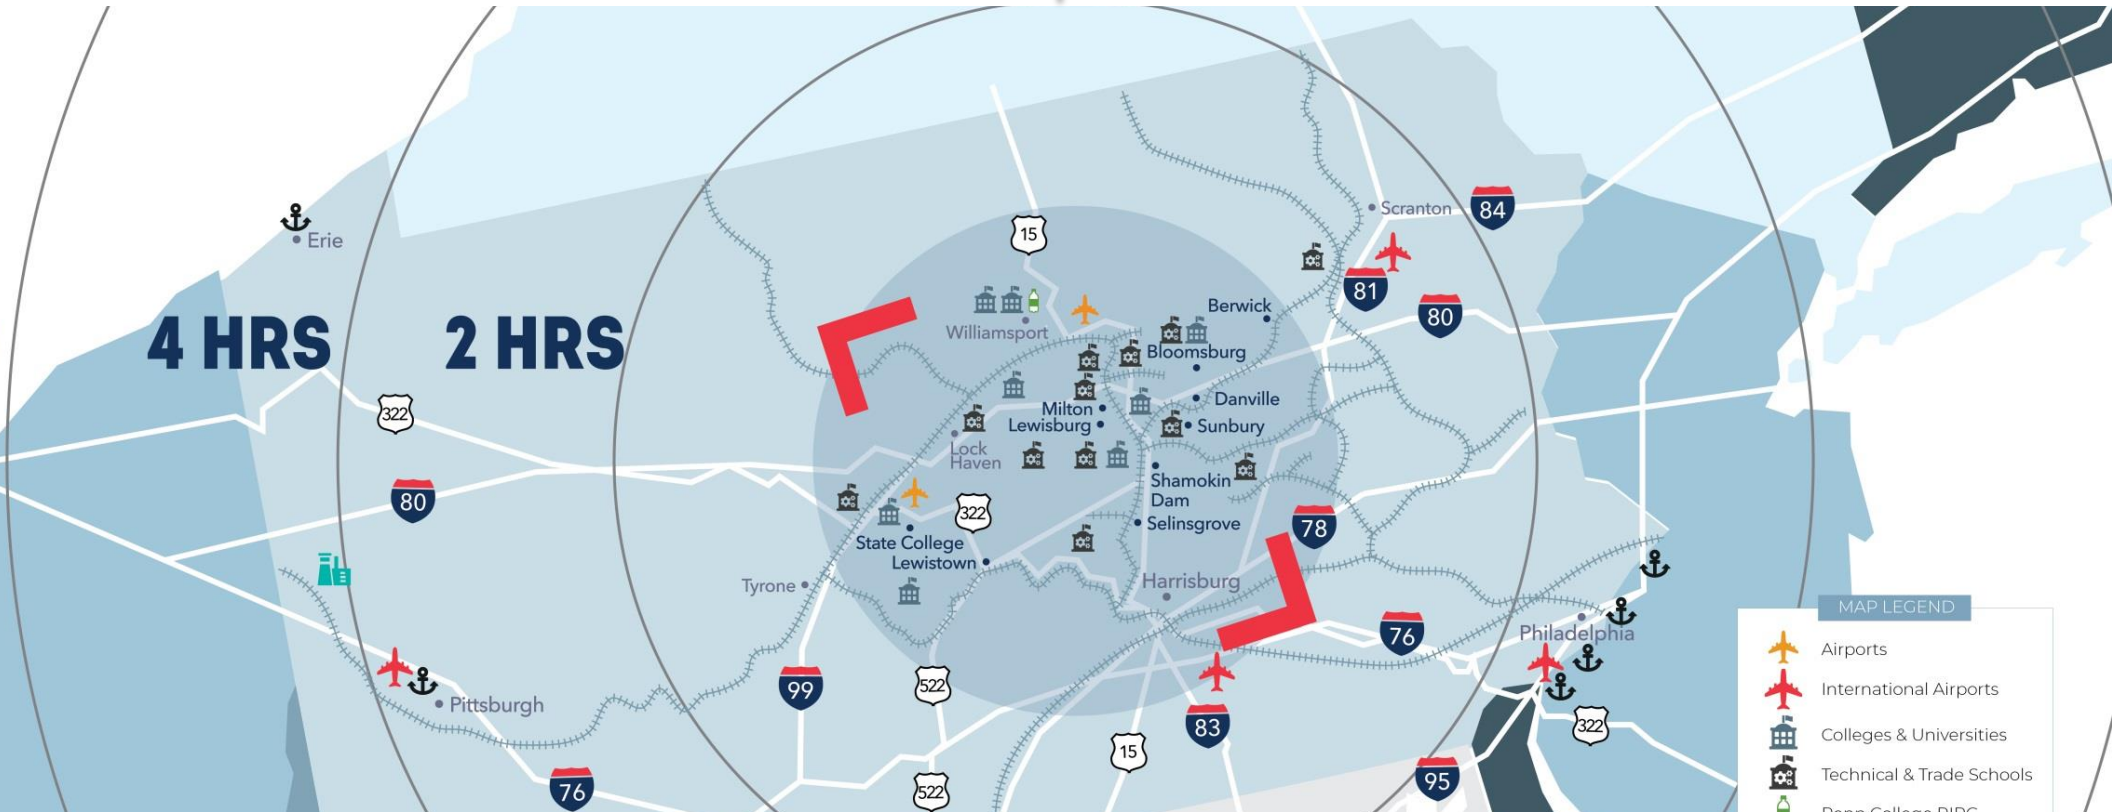 15
Scranton
84
Erie
81
80
4 HRS
2 HRS
Williamsport
Berwick
Bloomsburg
322
Milton
Lewisburg
Danville
Sunbury
Lock
Haven
80
322
Shamokin
Dam
Selinsgrove
78
State College
Lewistown
Tyrone
Harrisburg
76
Philadelphia
99
522
Pittsburgh
83
15
322
76
522
95
MAP LEGEND
Airports
International Airports
Colleges & Universities
Technical & Trade Schools